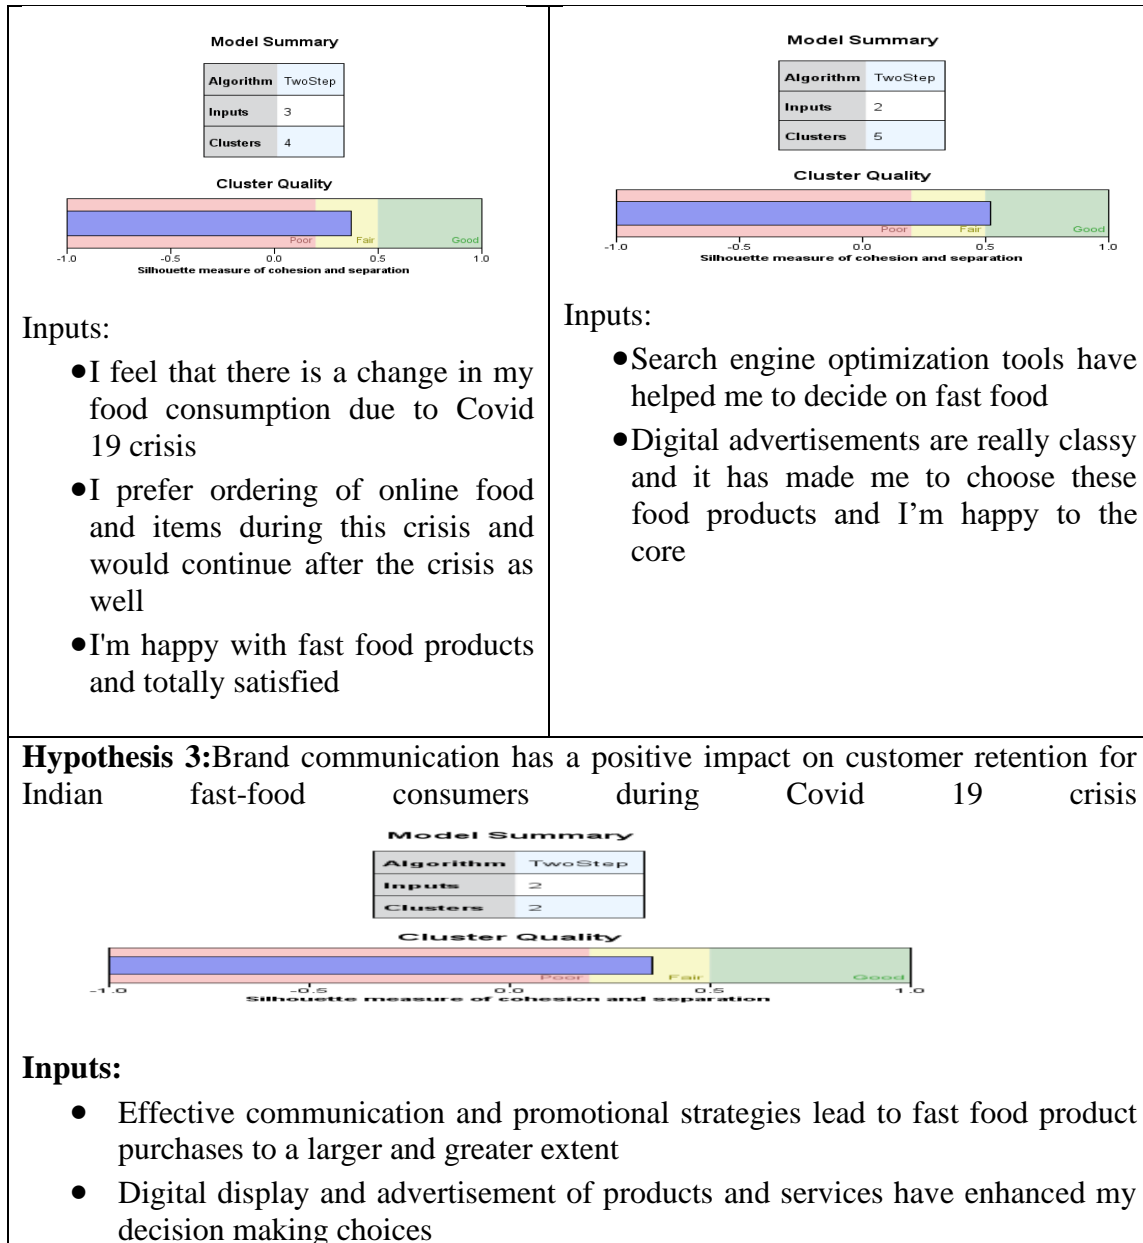 Model Summary
Algorithm TwoStep
Inputs 3
Clusters 4
Cluster Quality
Poor Fair Good
-1.0 -0.5 0.0 0.5 1.0
Silhouette measure of cohesion and separation
Inputs:
●I feel that there is a change in my
food consumption due to Covid
19 crisis
●I prefer ordering of online food
and items during this crisis and
would continue after the crisis as
well
●I'm happy with fast food products
and totally satisfied
Model Summary
Algorithm TwoStep
Inputs 2
Clusters 5
Cluster Quality
Poor Fair Good
-1.0 -0.5 0.0 0.5 1.0
Silhouette measure of cohesion and separation
Inputs:
●Search engine optimization tools have
helped me to decide on fast food
●Digital advertisements are really classy
and it has made me to choose these
food products and I’m happy to the
core
Hypothesis 3:Brand communication has a positive impact on customer retention for
Indian fast-food consumers during Covid 19 crisis
Model Summary
Algorithm TwoStep
Inputs 2
Clusters 2
Cluster Quality
Poor Fair Good
-1.0 -0.5 0.0 0.5 1.0
Silhouette measure of cohesion and separation
Inputs:
● Effective communication and promotional strategies lead to fast food product
purchases to a larger and greater extent
● Digital display and advertisement of products and services have enhanced my
decision making choices